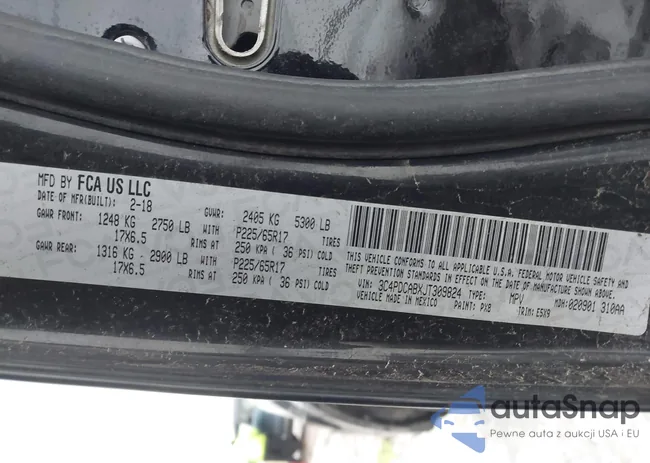 MFD BY FCA US LLC
DATE OF MFR(BUILT): 2-18 GVWR: 2405 KG 5300 LB
GAWR FRONT: 1248 KG 2750 LB WITH P225/65R17 TIRES
17X6.5 RIMS AT 250 KPA ( 36 PSI) COLD
GAWR REAR: 1316 KG - 2900 LB WITH P225/65R17 TIRES
17X6.5 RIMS AT 250 KPA ( 36 PSI) COLD
THIS VEHICLE CONFORMS TO ALL APPLICABLE U.S.A. FEDERAL MOTOR VEHICLE SAFETY AND
THEFT PREVENTION STANDARDS IN EFFECT ON THE DATE OF MANUFACTURE SHOWN ABOVE.
VIN: 3C4PDCABXJT309824 TYPE: MPV MDH: 020901 310AA
VEHICLE MADE IN MEXICO PAINT: PX8 TRIM: E5X9
autaSnap
Pewne auta z aukcji USA i EU